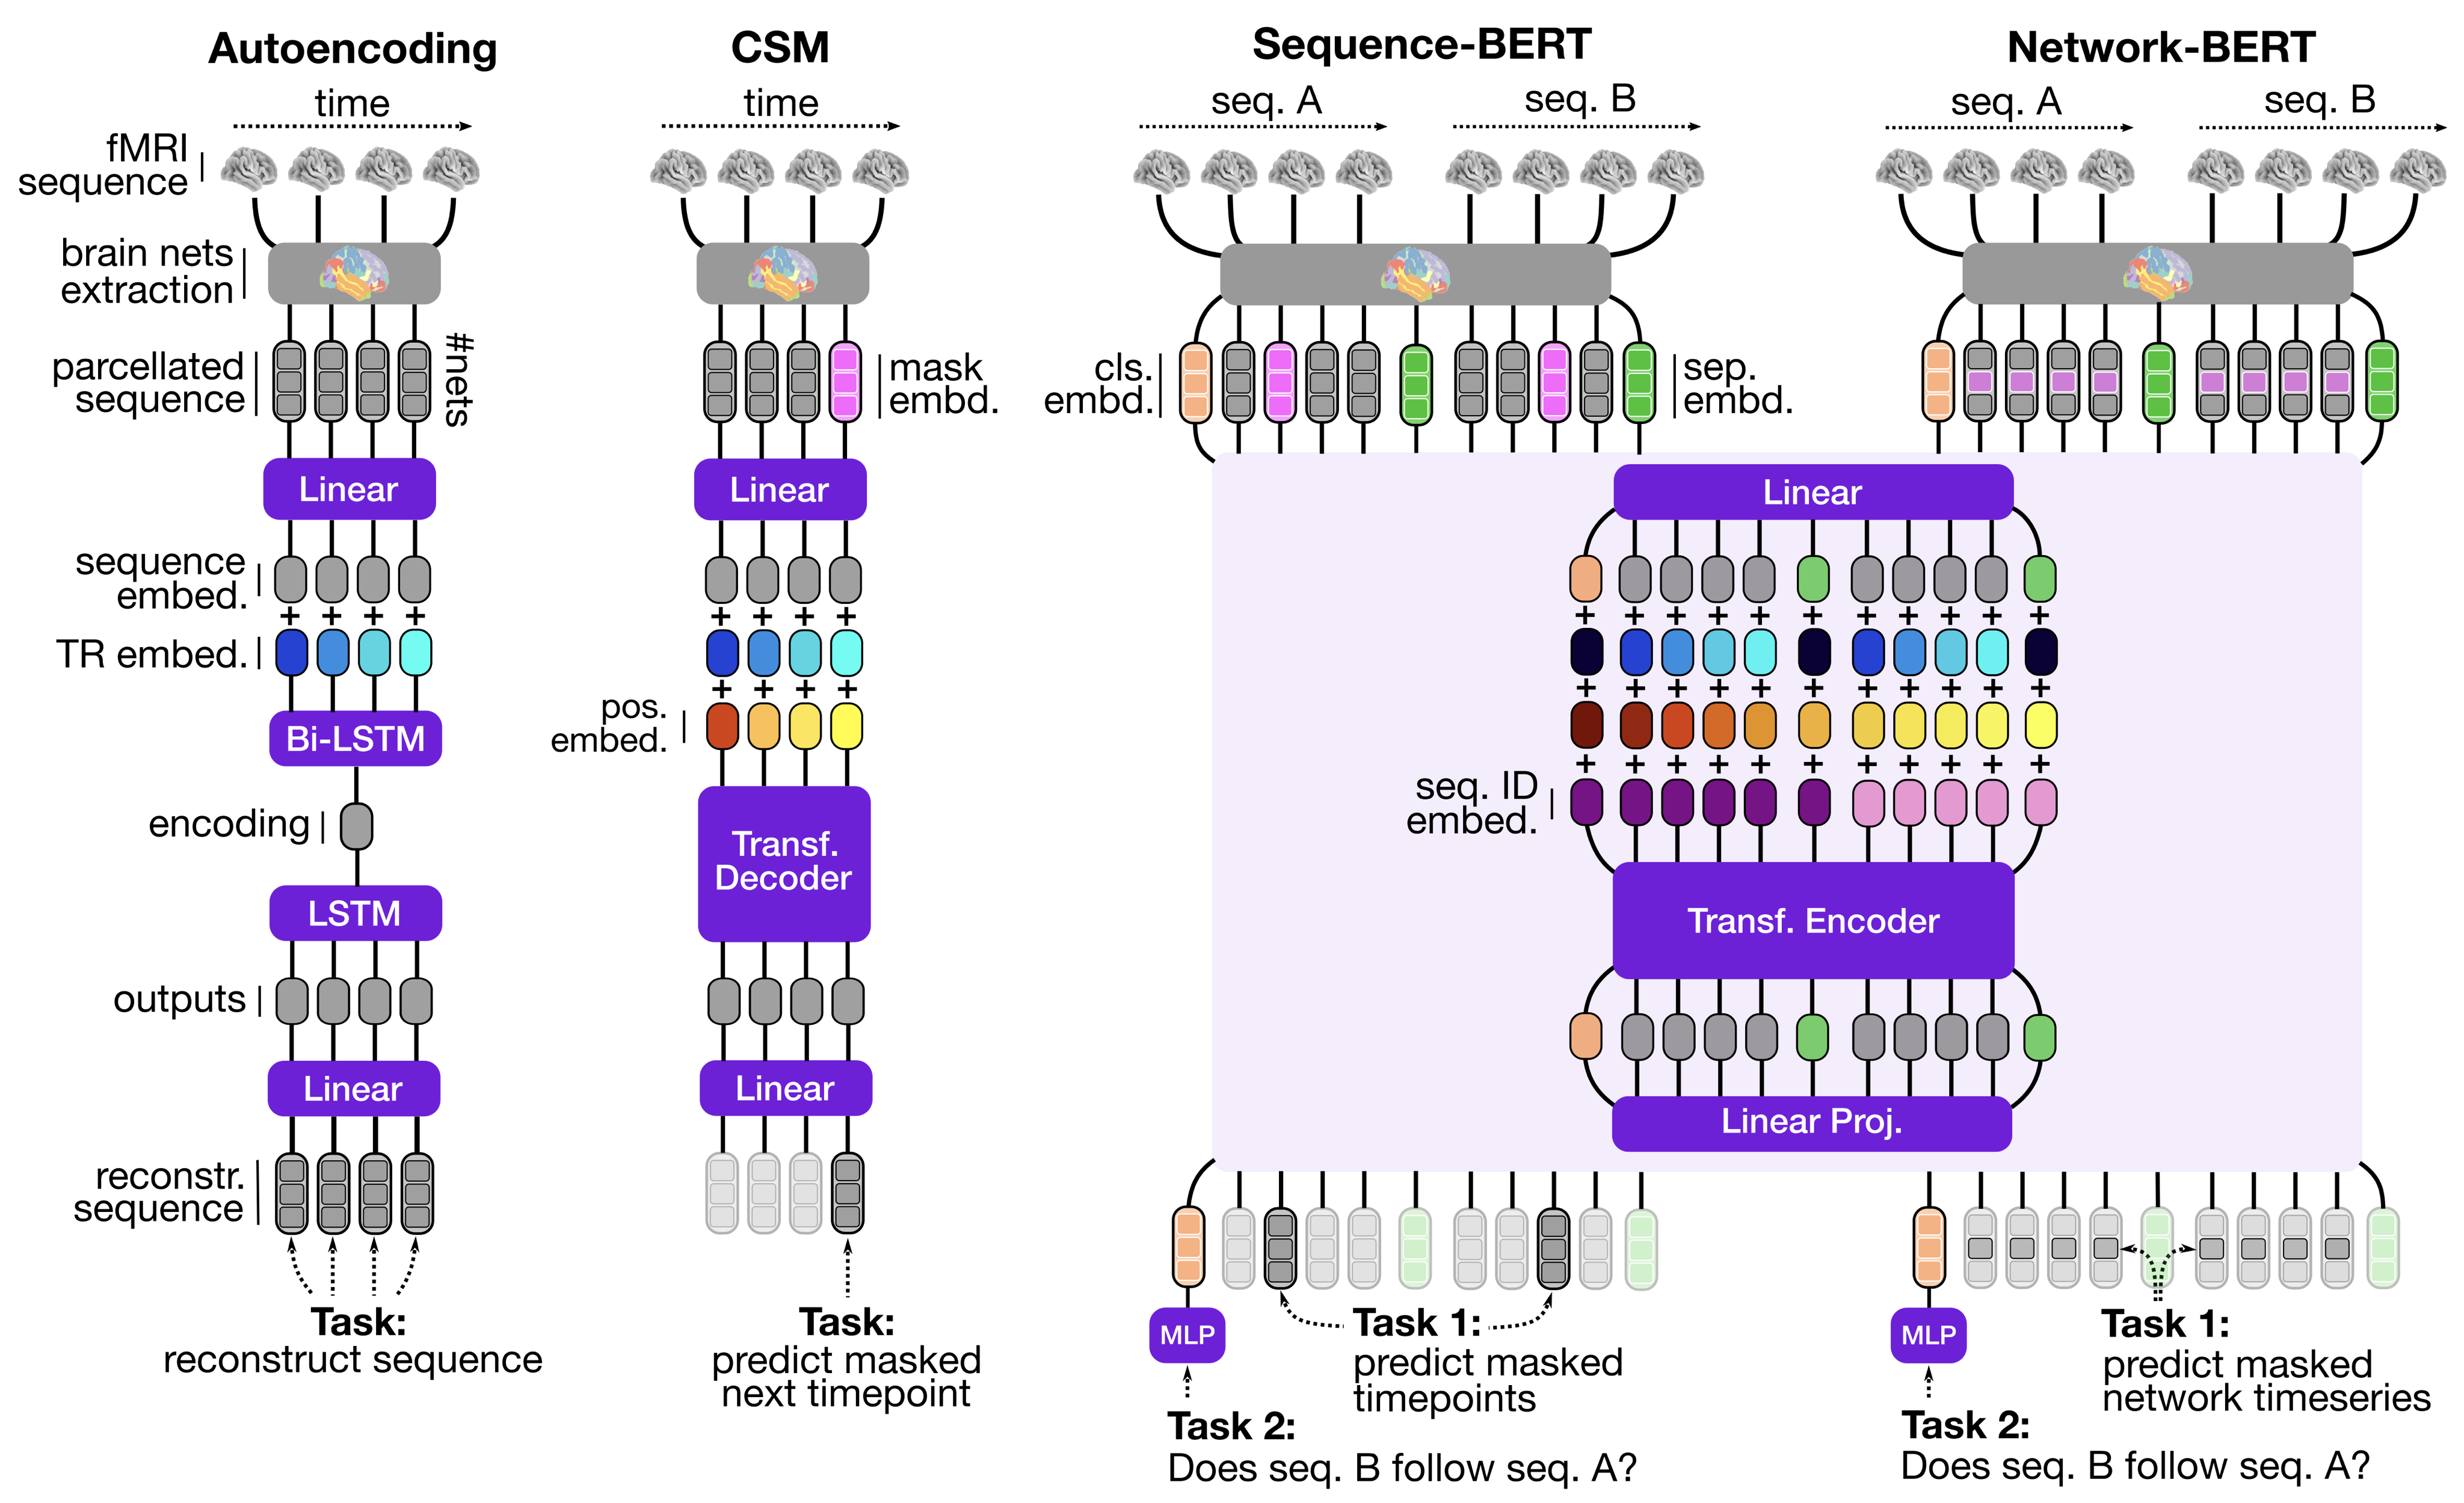 Autoencoding
time
fMRI
sequence
brain nets
extraction
parcellated
sequence
#nets
Linear
sequence
embed.
+ + + +
TR embed.
Bi-LSTM
encoding
LSTM
outputs
Linear
reconstr.
sequence
Task:
reconstruct sequence
CSM
time
mask
embd.
Linear
+ + + +
+ + + +
pos.
embed.
Transf.
Decoder
Linear
Task:
predict masked
next timepoint
Sequence-BERT
seq. A
seq. B
cls.
embd.
sep.
embd.
Network-BERT
seq. A
seq. B
Linear
+ + + + + + + + + + +
+ + + + + + + + + + +
+ + + + + + + + + + +
seq. ID
embed.
Transf. Encoder
Linear Proj.
MLP
Task 1:
predict masked
timepoints
Task 2:
Does seq. B follow seq. A?
MLP
Task 1:
predict masked
network timeseries
Task 2:
Does seq. B follow seq. A?